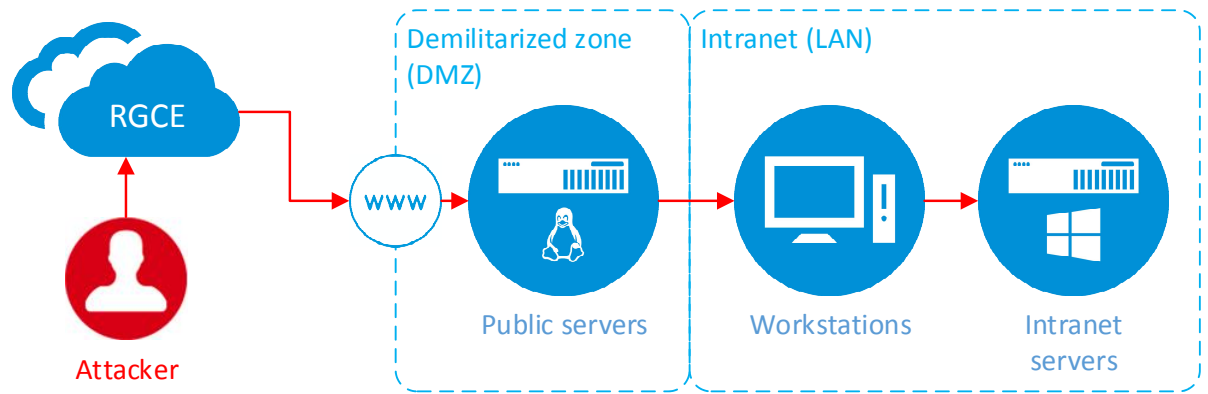 Demilitarized zone
(DMZ)
Intranet (LAN)
RGCE
www
Public servers
Workstations
Intranet
servers
Attacker